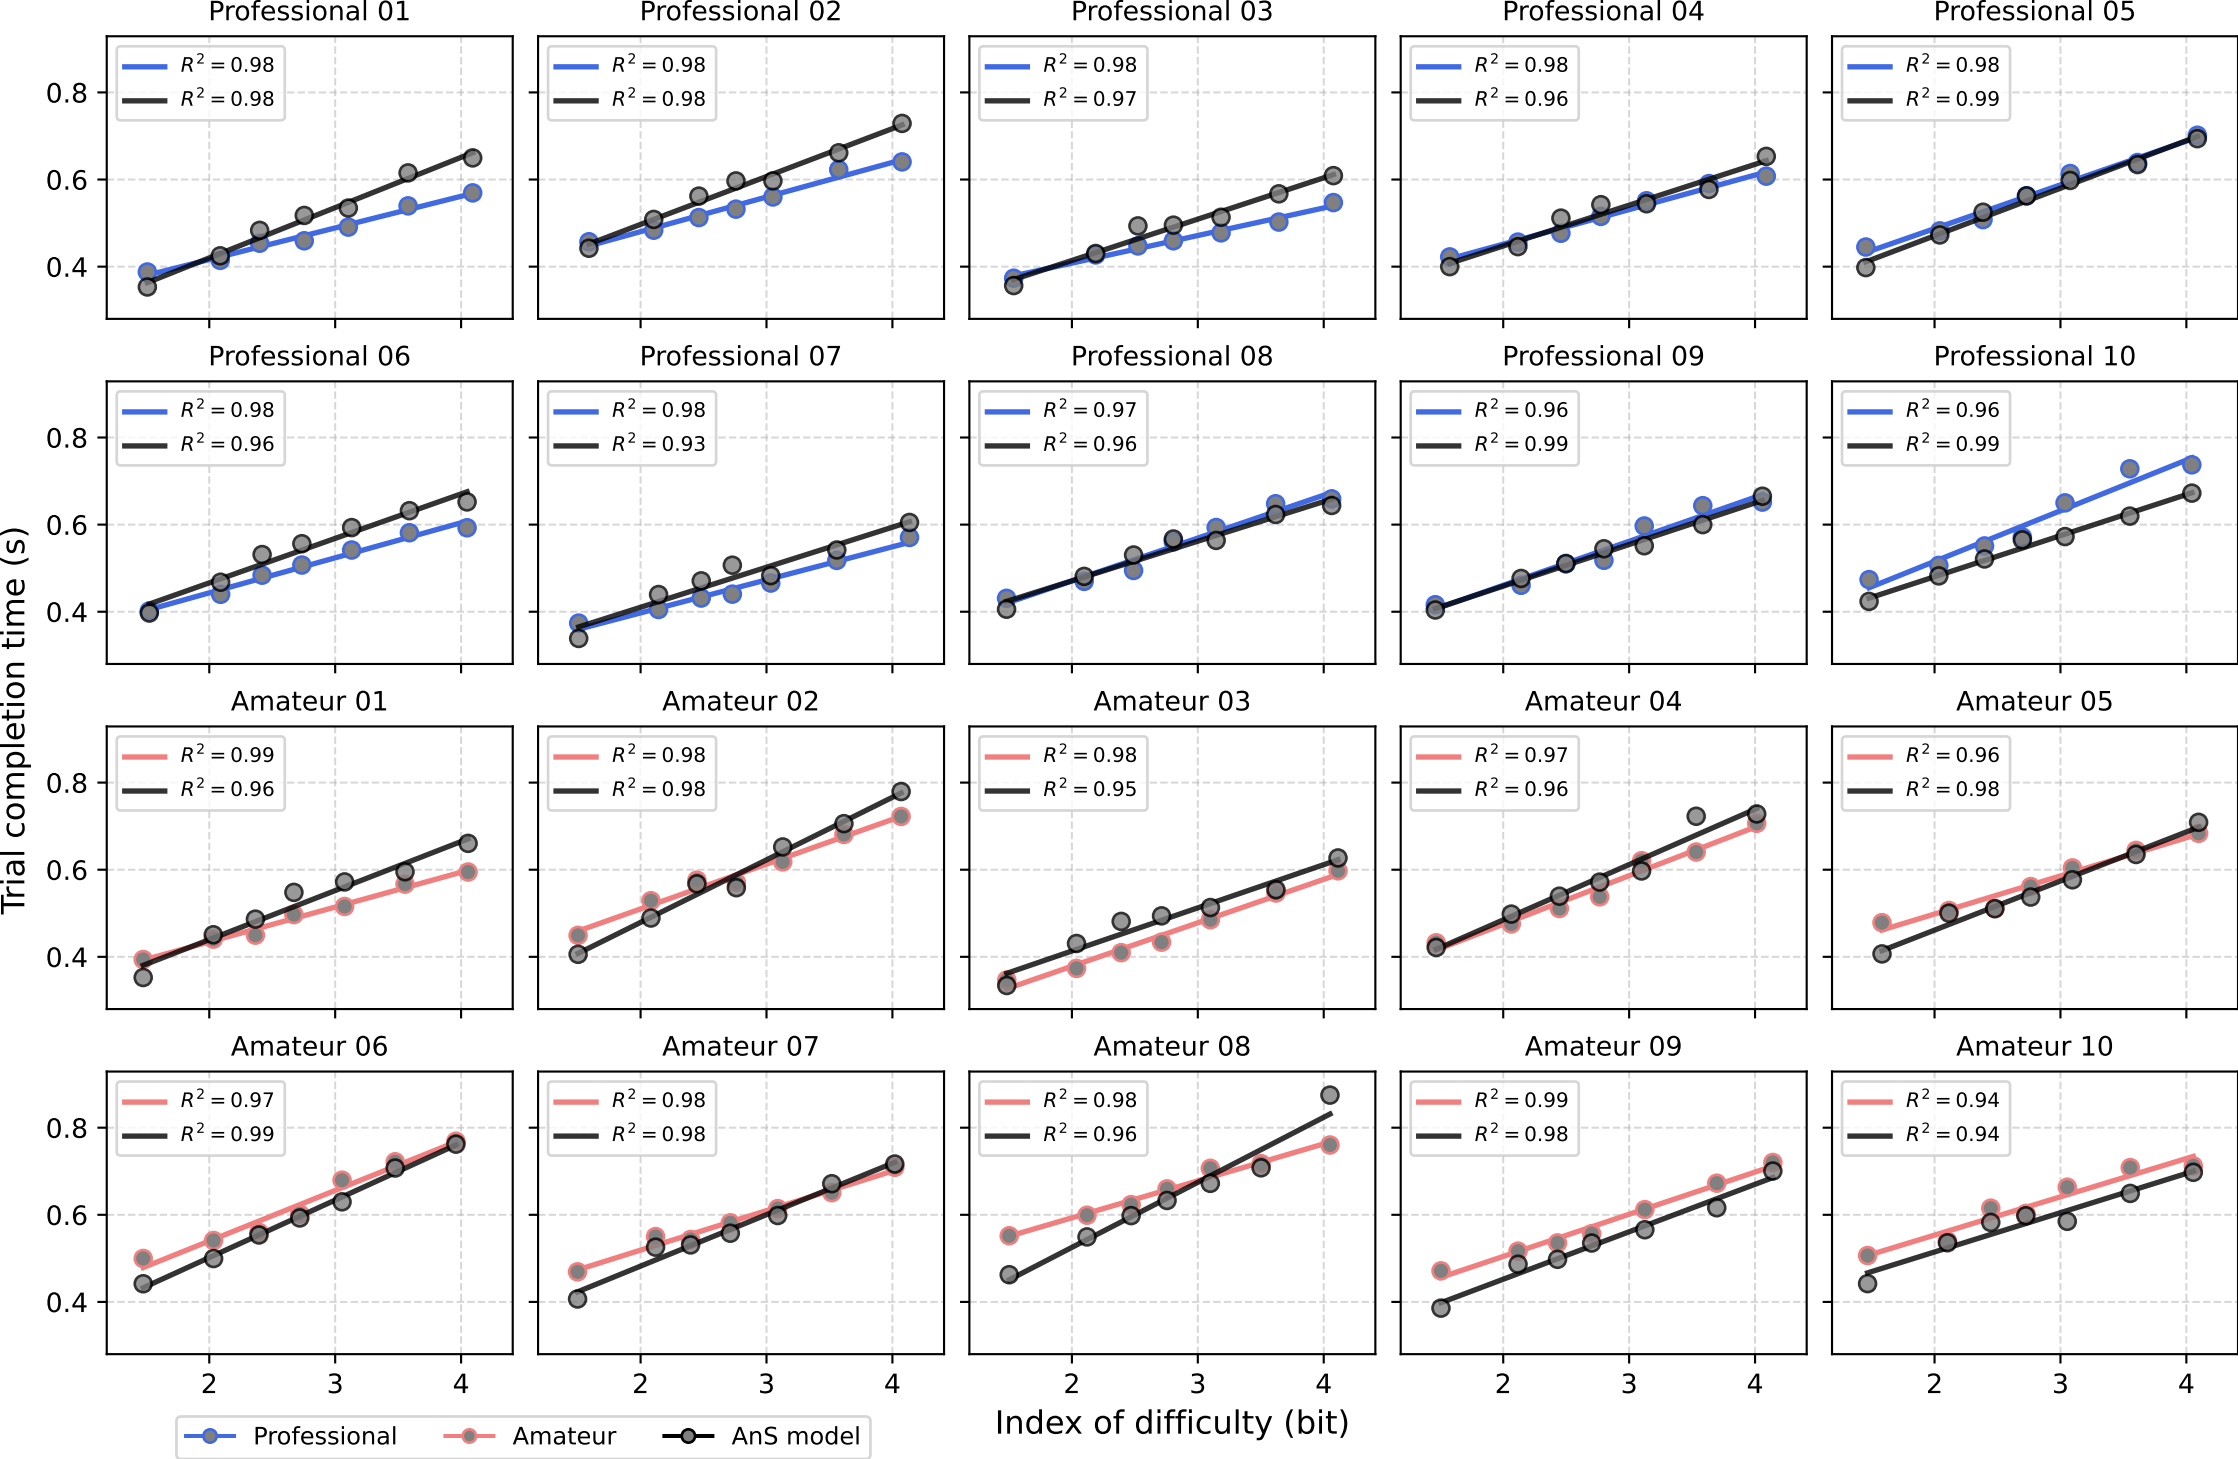 Professional 01
Professional 02
Professional 03
Professional 04
Professional 05
R² = 0.98
R² = 0.98
R² = 0.98
R² = 0.98
R² = 0.98
R² = 0.97
R² = 0.98
R² = 0.96
R² = 0.98
R² = 0.99
0.8
0.6
0.4
Professional 06
Professional 07
Professional 08
Professional 09
Professional 10
R² = 0.98
R² = 0.96
R² = 0.98
R² = 0.93
R² = 0.97
R² = 0.96
R² = 0.96
R² = 0.99
R² = 0.96
R² = 0.99
0.8
0.6
0.4
Trial completion time (s)
Amateur 01
Amateur 02
Amateur 03
Amateur 04
Amateur 05
R² = 0.99
R² = 0.96
R² = 0.98
R² = 0.98
R² = 0.98
R² = 0.95
R² = 0.97
R² = 0.96
R² = 0.96
R² = 0.98
0.8
0.6
0.4
Amateur 06
Amateur 07
Amateur 08
Amateur 09
Amateur 10
R² = 0.97
R² = 0.99
R² = 0.98
R² = 0.98
R² = 0.98
R² = 0.96
R² = 0.99
R² = 0.98
R² = 0.94
R² = 0.94
0.8
0.6
0.4
2 3 4
2 3 4
2 3 4
2 3 4
2 3 4
Index of difficulty (bit)
Professional Amateur AnS model